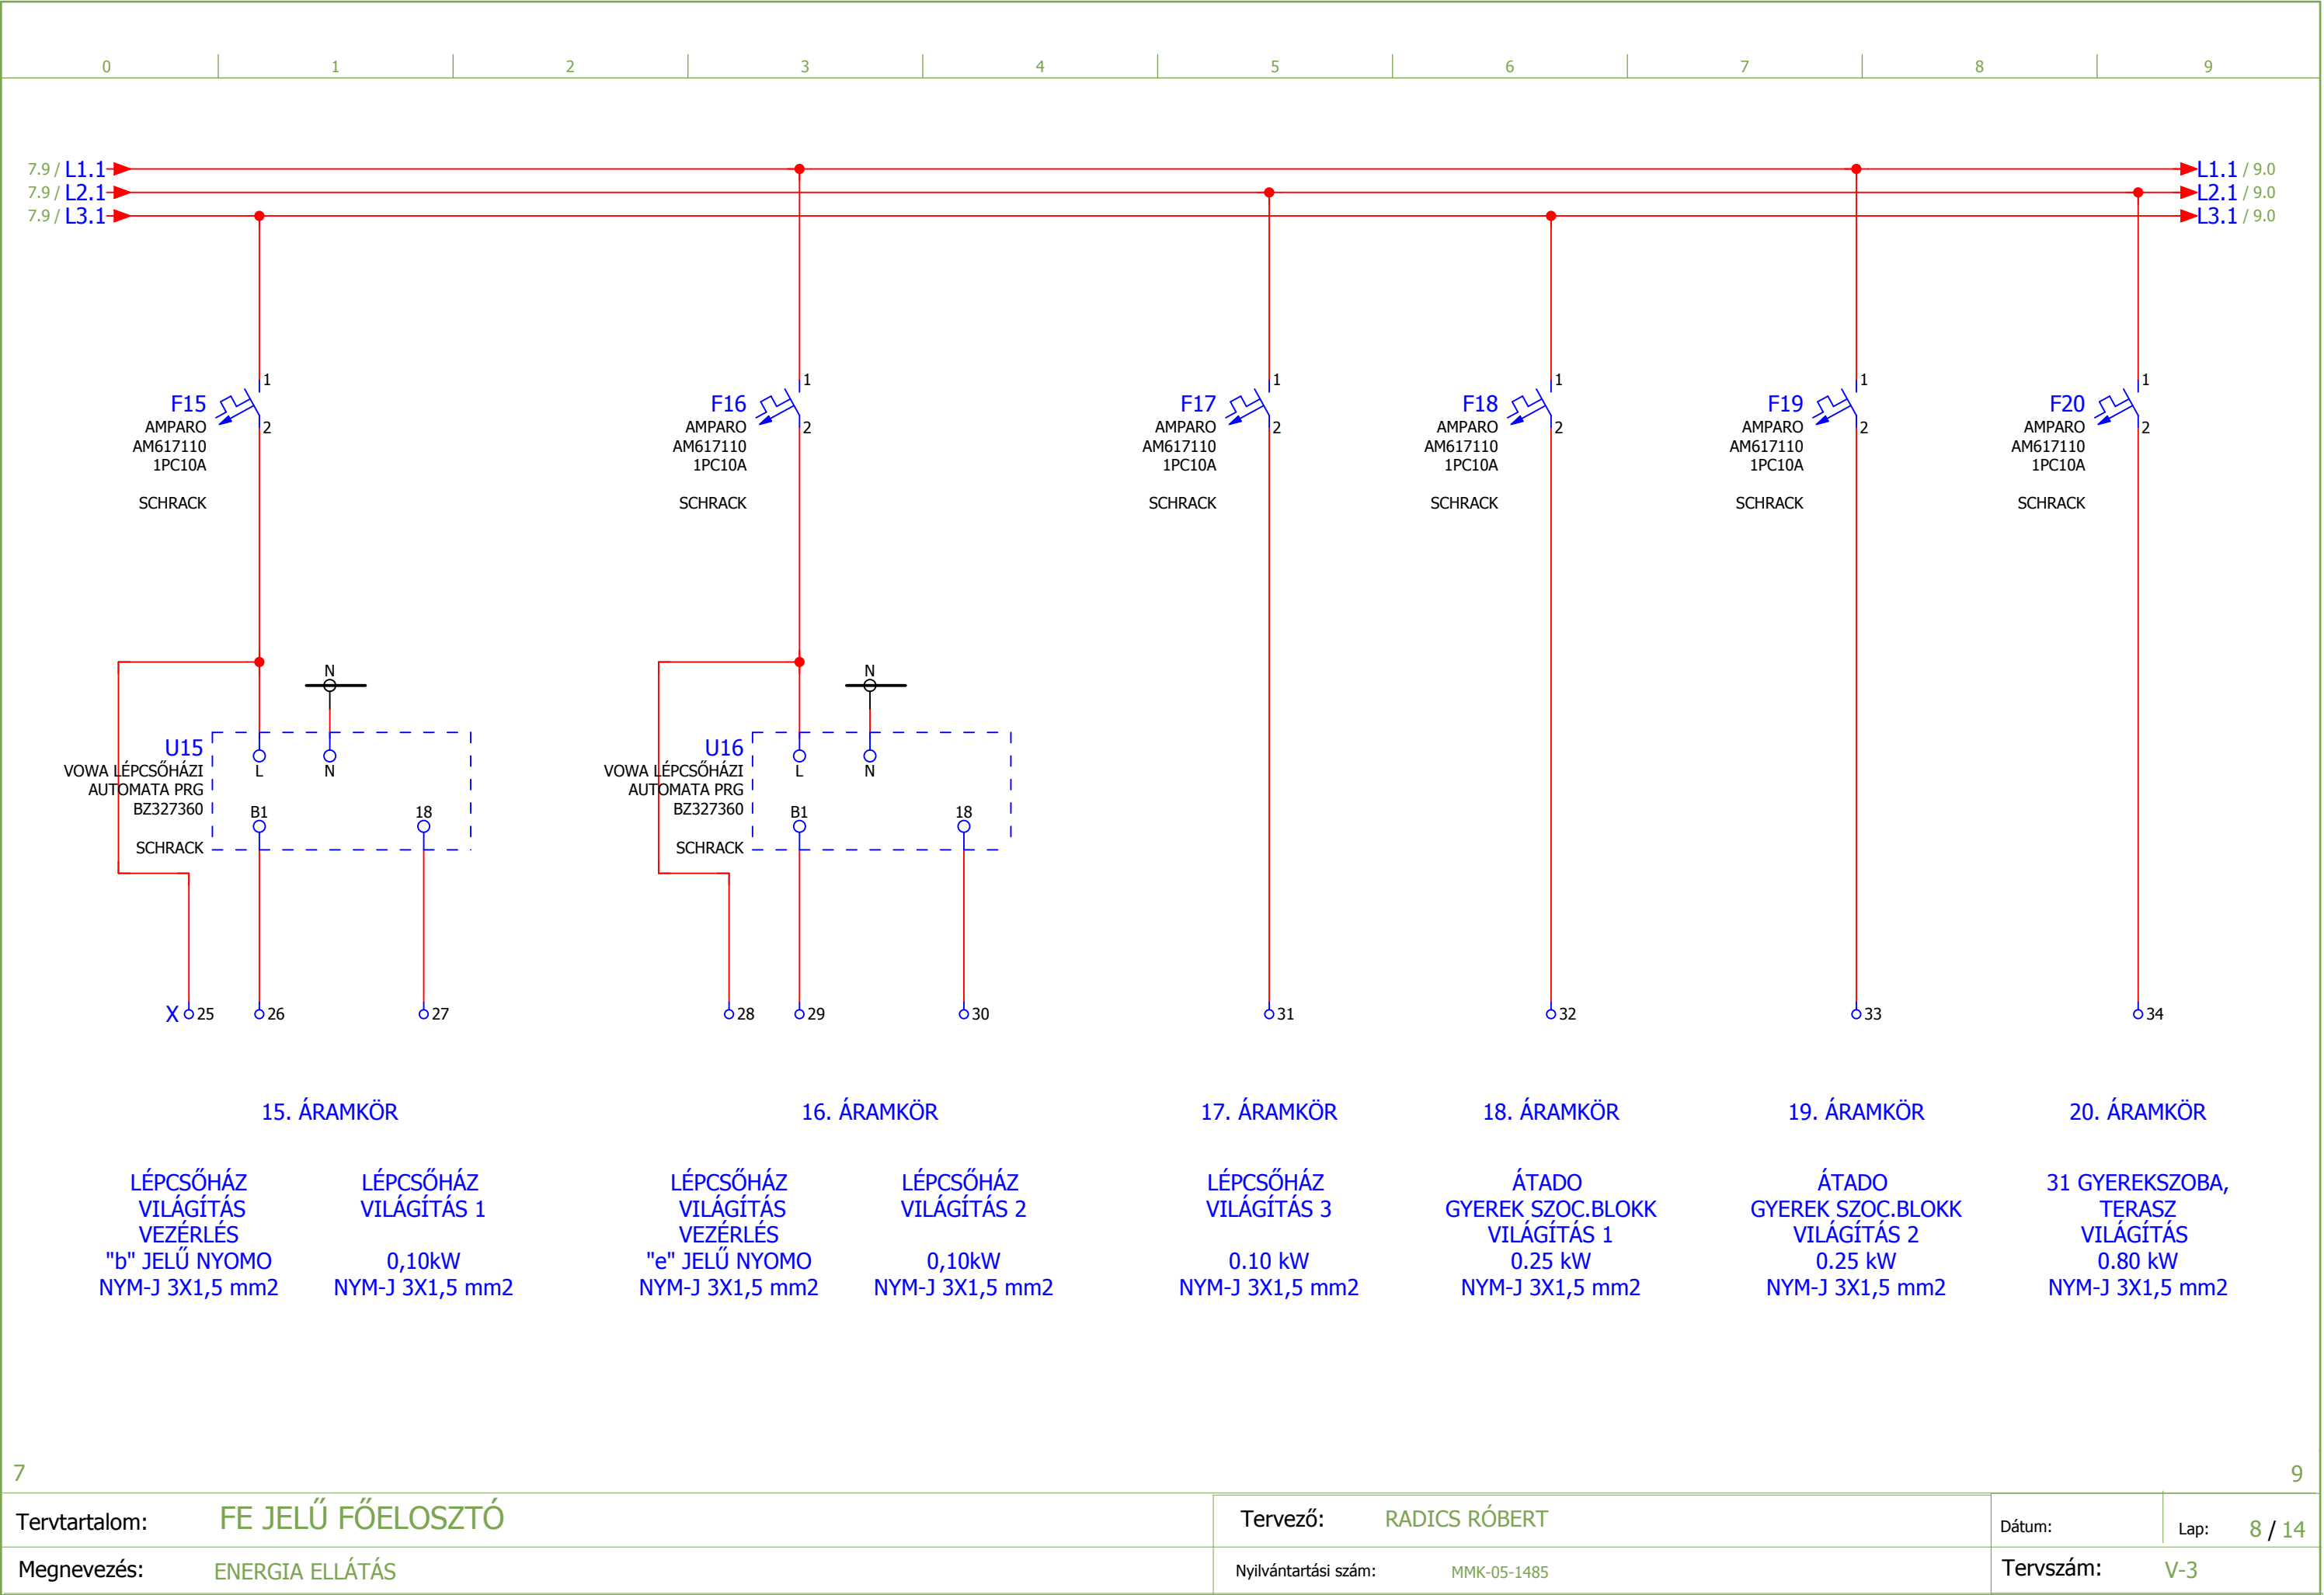 0 1 2 3 4 5 6 7 8 9
7.9 / L1.1 L1.1 / 9.0
7.9 / L2.1 L2.1 / 9.0
7.9 / L3.1 L3.1 / 9.0
1 1 1 1 1 1
F15 F16 F17 F18 F19 F20
2 2 2 2 2 2
AMPARO AMPARO AMPARO AMPARO AMPARO AMPARO
AM617110 AM617110 AM617110 AM617110 AM617110 AM617110
1PC10A 1PC10A 1PC10A 1PC10A 1PC10A 1PC10A
SCHRACK SCHRACK SCHRACK SCHRACK SCHRACK SCHRACK
N N
U15 U16
VOWA LÉPCSŐHÁZI L N VOWA LÉPCSŐHÁZI L N
AUTOMATA PRG AUTOMATA PRG
BZ327360 B1 18 BZ327360 B1 18
SCHRACK SCHRACK
X 25 26 27 28 29 30 31 32 33 34
15. ÁRAMKÖR 16. ÁRAMKÖR 17. ÁRAMKÖR 18. ÁRAMKÖR 19. ÁRAMKÖR 20. ÁRAMKÖR
LÉPCSŐHÁZ LÉPCSŐHÁZ LÉPCSŐHÁZ LÉPCSŐHÁZ LÉPCSŐHÁZ ÁTADO ÁTADO 31 GYEREKSZOBA,
VILÁGÍTÁS VILÁGÍTÁS 1 VILÁGÍTÁS VILÁGÍTÁS 2 VILÁGÍTÁS 3 GYEREK SZOC.BLOKK GYEREK SZOC.BLOKK TERASZ
VEZÉRLÉS VEZÉRLÉS VILÁGÍTÁS 1 VILÁGÍTÁS 2 VILÁGÍTÁS
"b" JELŰ NYOMO 0,10kW "e" JELŰ NYOMO 0,10kW 0.10 kW 0.25 kW 0.25 kW 0.80 kW
NYM-J 3X1,5 mm2 NYM-J 3X1,5 mm2 NYM-J 3X1,5 mm2 NYM-J 3X1,5 mm2 NYM-J 3X1,5 mm2 NYM-J 3X1,5 mm2 NYM-J 3X1,5 mm2 NYM-J 3X1,5 mm2
7 9
Tervtartalom: FE JELŰ FŐELOSZTÓ Tervező: RADICS RÓBERT Dátum: Lap: 8 / 14
Megnevezés: ENERGIA ELLÁTÁS Nyilvántartási szám: MMK-05-1485 Tervszám: V-3